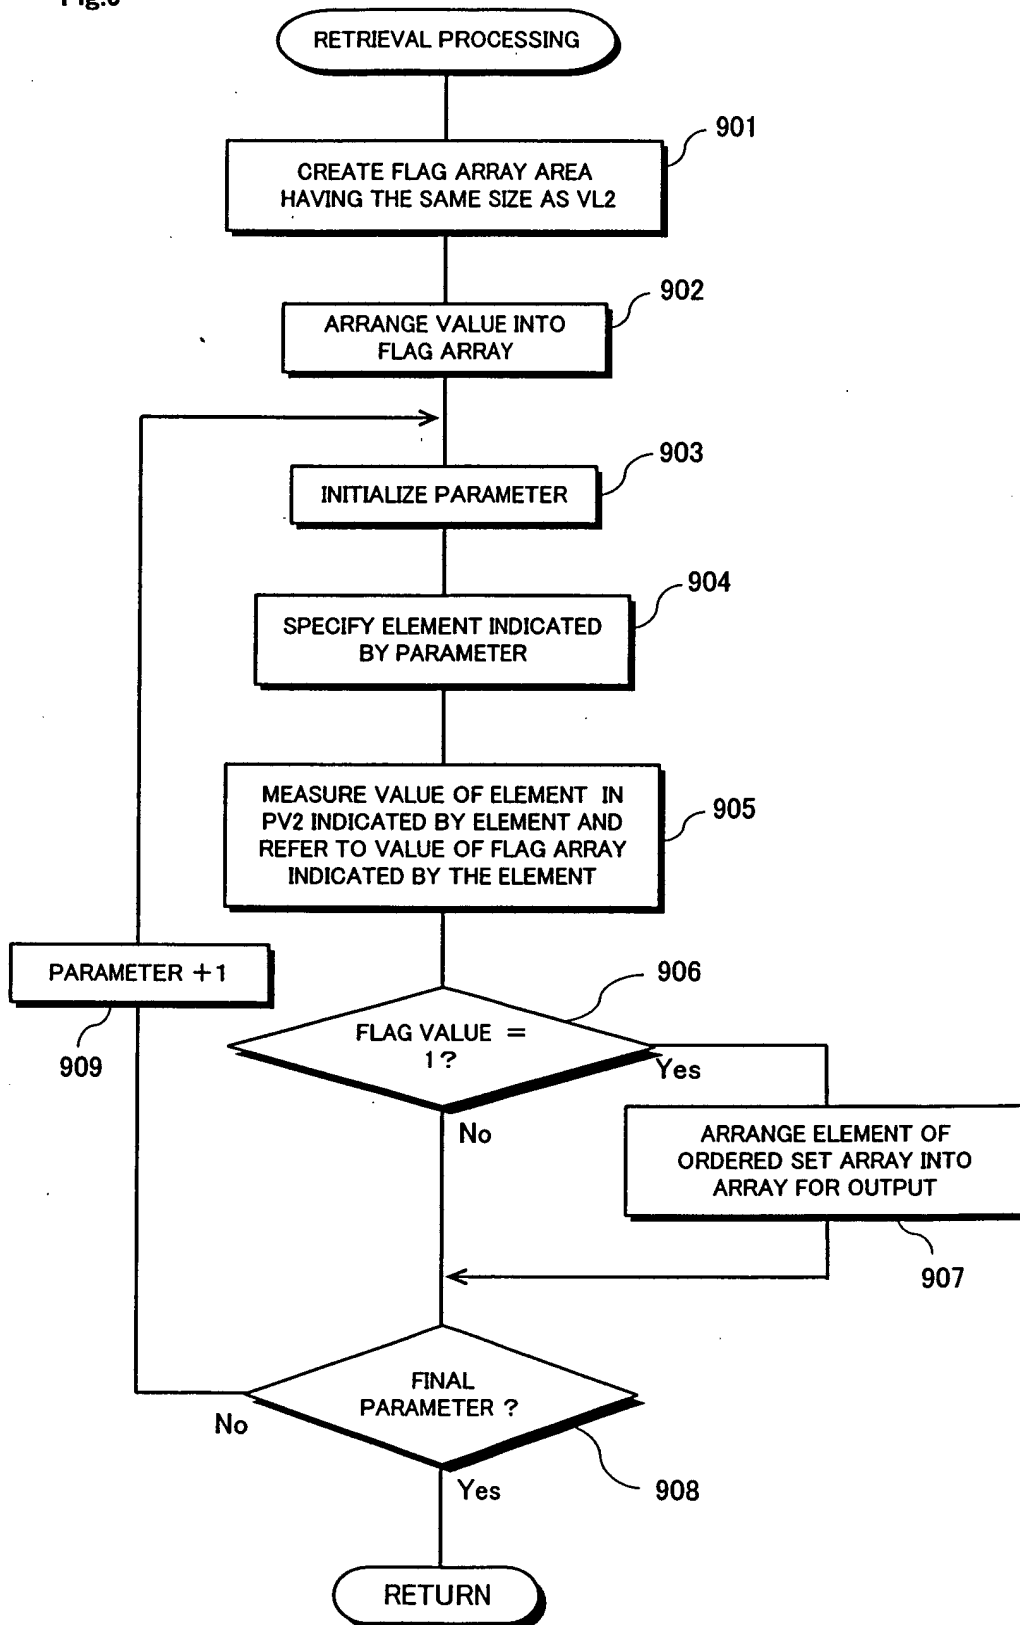 RETRIEVAL PROCESSING
901
CREATE FLAG ARRAY AREA
HAVING THE SAME SIZE AS VL2
902
ARRANGE VALUE INTO
FLAG ARRAY
903
INITIALIZE PARAMETER
904
SPECIFY ELEMENT INDICATED
BY PARAMETER
905
MEASURE VALUE OF ELEMENT IN
PV2 INDICATED BY ELEMENT AND
REFER TO VALUE OF FLAG ARRAY
INDICATED BY THE ELEMENT
PARAMETER +1
909
906
FLAG VALUE =
1?
Yes
No
ARRANGE ELEMENT OF
ORDERED SET ARRAY INTO
ARRAY FOR OUTPUT
907
FINAL
PARAMETER ?
No
908
Yes
RETURN